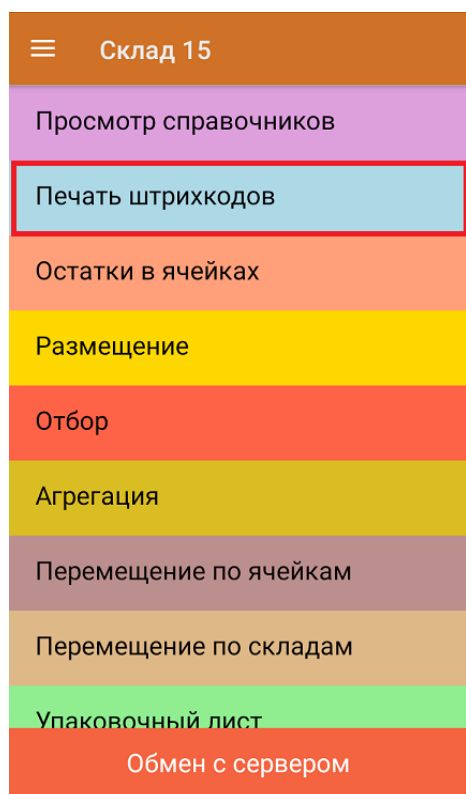 Склад 15
Просмотр справочников
Печать штрихкодов
Остатки в ячейках
Размещение
Отбор
Агрегация
Перемещение по ячейкам
Перемещение по складам
Упаковочный лист
Обмен с сервером